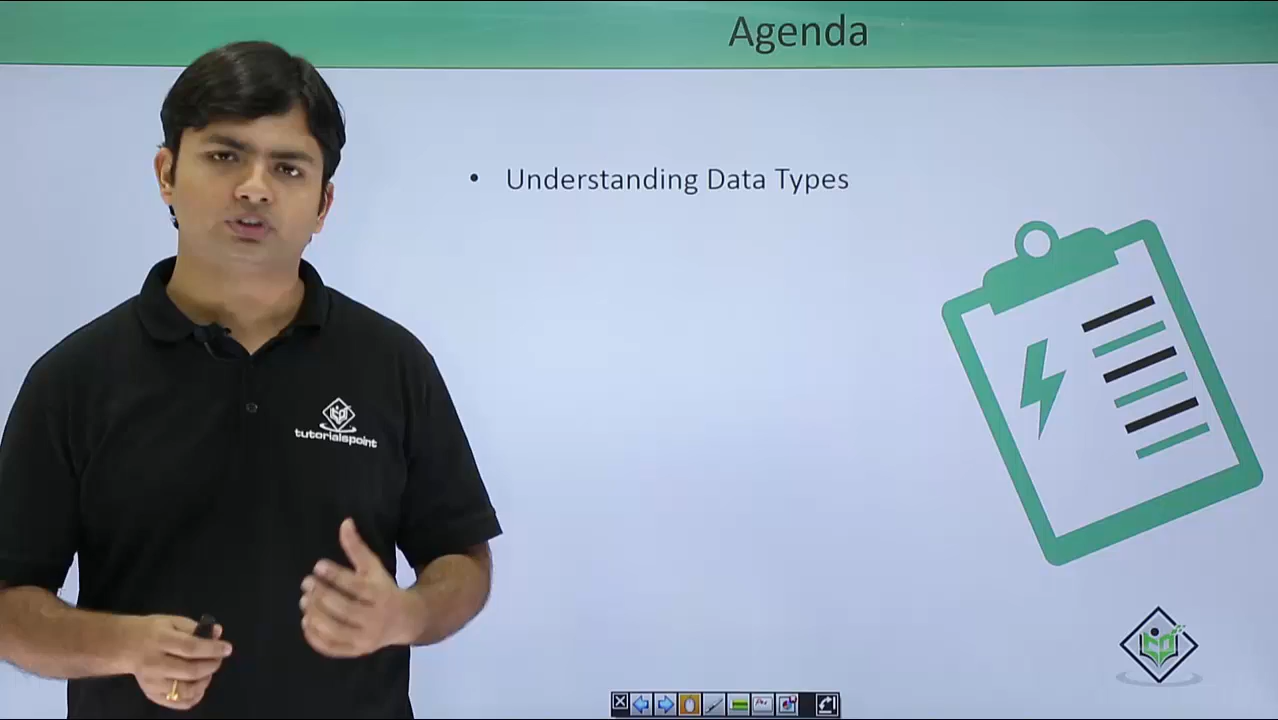 Agenda
• Understanding Data Types
tutorialspoint